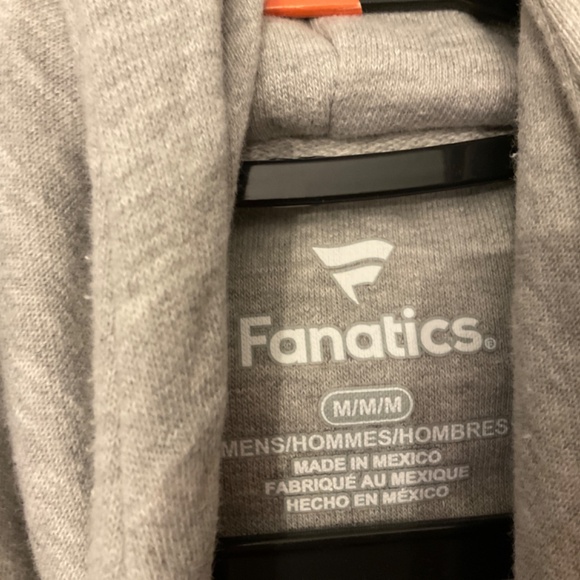 Fanatics®
M/M/M
MENS/HOMMES/HOMBRES
MADE IN MEXICO
FABRIQUÉ AU MEXIQUE
HECHO EN MÉXICO